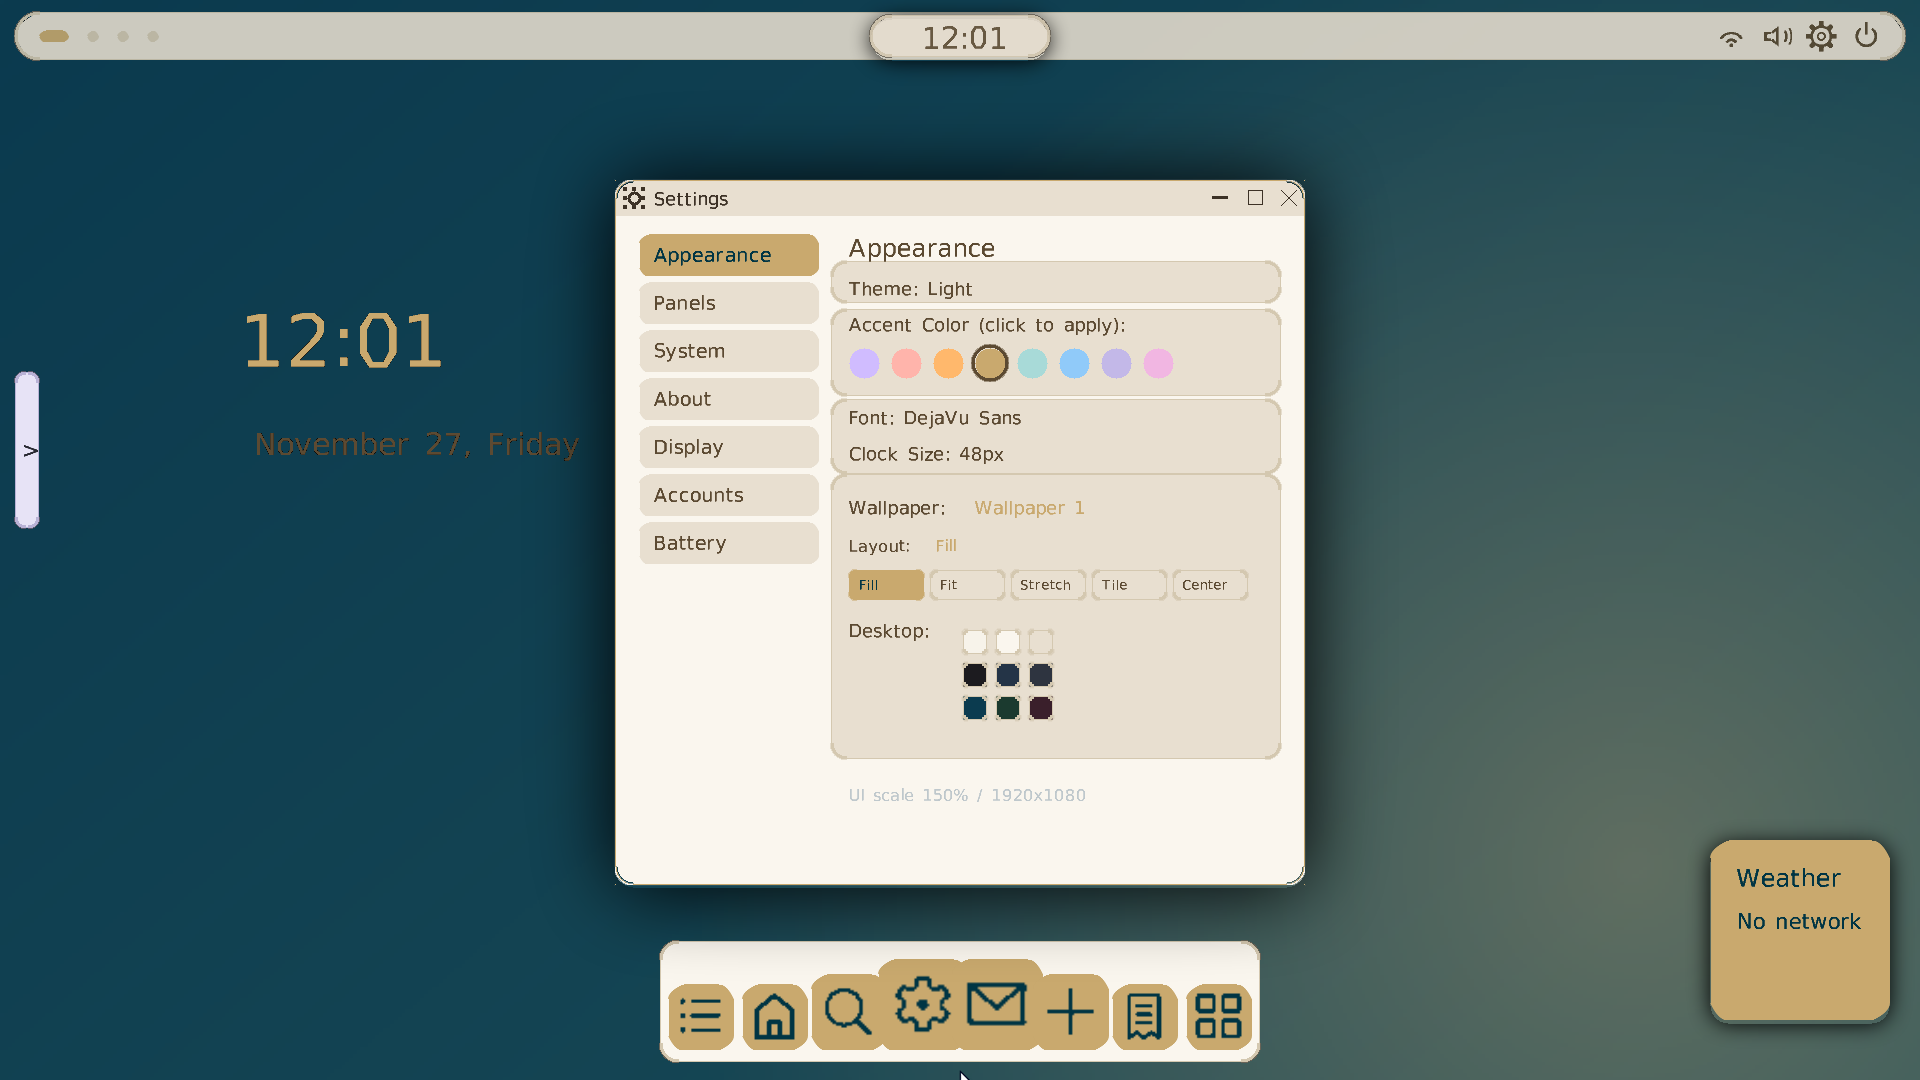 12:01
Settings
Appearance
Panels
System
About
Display
Accounts
Battery
Appearance
Theme: Light
Accent Color (click to apply):
Font: DejaVu Sans
Clock Size: 48px
Wallpaper: Wallpaper 1
Layout: Fill
Fill Fit Stretch Tile Center
Desktop:
UI scale 150% / 1920x1080
12:01
November 27, Friday
>
Weather
No network